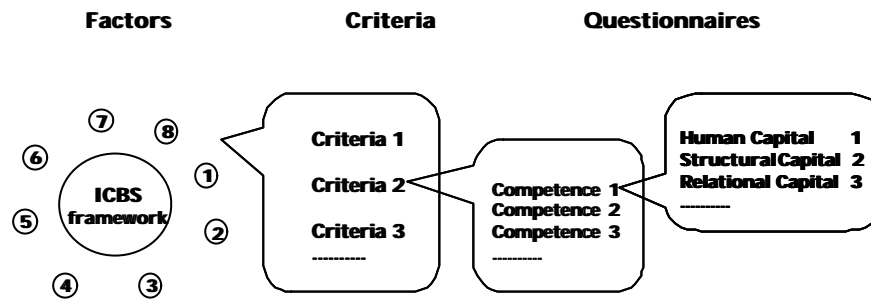 Factors
Criteria
Questionnaires
7
8
6
1
5
2
4
3
ICBS
framework
Criteria 1
Criteria 2
Criteria 3
----------
Competence 1
Competence 2
Competence 3
----------
Human Capital 1
Structural Capital 2
Relational Capital 3
----------